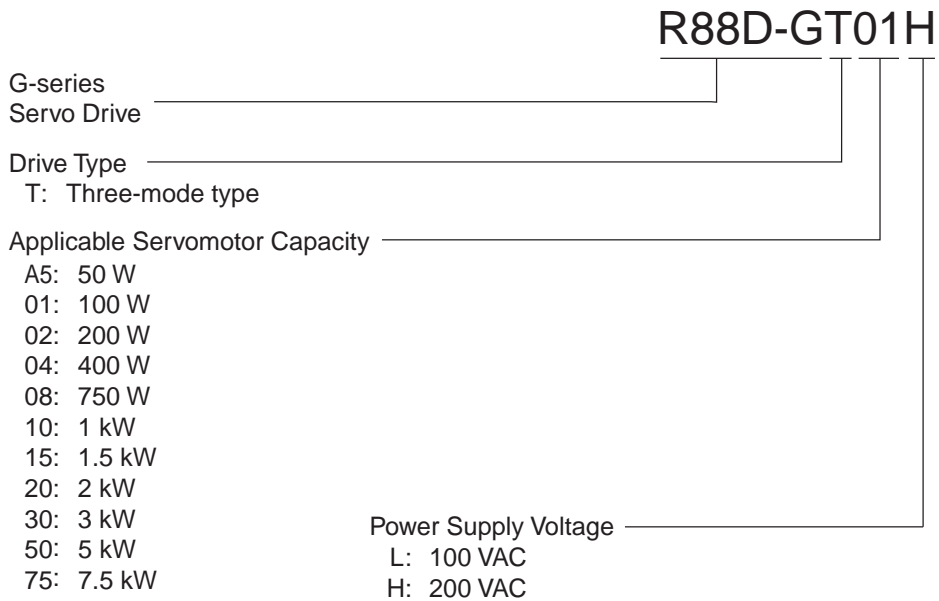 R88D-GT01H
G-series
Servo Drive
Drive Type
T: Three-mode type
Applicable Servomotor Capacity
A5: 50 W
01: 100 W
02: 200 W
04: 400 W
08: 750 W
10: 1 kW
15: 1.5 kW
20: 2 kW
30: 3 kW
50: 5 kW
75: 7.5 kW
Power Supply Voltage
L: 100 VAC
H: 200 VAC